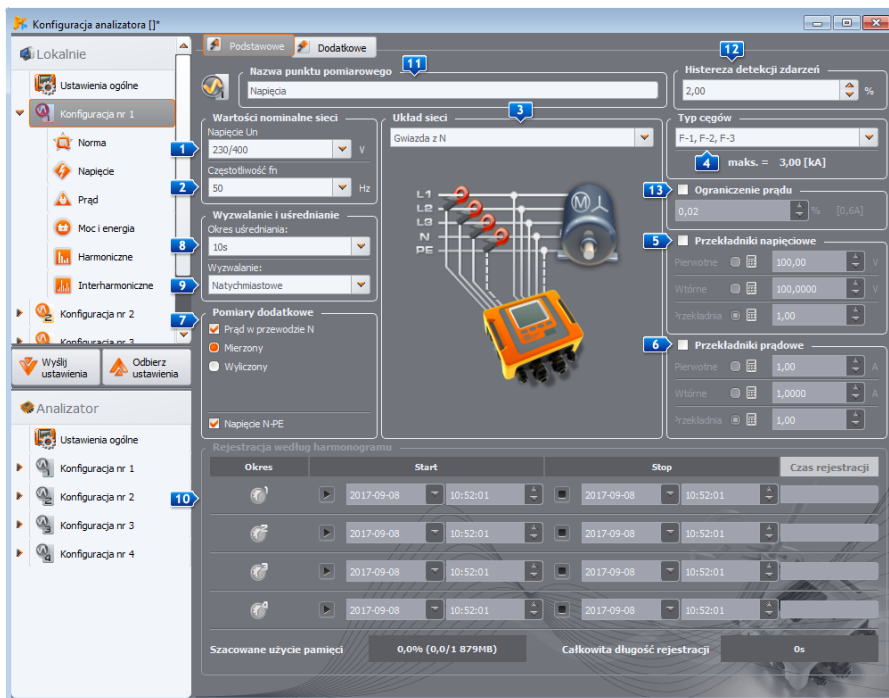 Konfiguracja analizatora []*
Lokalnie
Ustawienia ogólne
Konfiguracja nr 1
Norma
Napięcie
Prąd
Moc i energia
Harmoniczne
Interharmoniczne
Konfiguracja nr 2
Konfiguracja nr 3
Wyślij ustawienia
Odbierz ustawienia
Analizator
Ustawienia ogólne
Konfiguracja nr 1
Konfiguracja nr 2
Konfiguracja nr 3
Konfiguracja nr 4
Podstawowe
Dodatkowe
Nazwa punktu pomiarowego
11
Napięcia
12
Histereza detekcji zdarzeń
2,00 %
Wartości nominalne sieci
Napięcie Un
1
230/400 V
Częstotliwość fn
2
50 Hz
Wyzwalanie i uśrednianie
Okres uśredniania:
8
10s
Wyzwalanie:
9
Natychmiastowe
7
Pomiary dodatkowe
Prąd w przewodzie N
Mierzony
Wyliczony
Napięcie N-PE
Układ sieci
3
Gwiazda z N
L1
L2
L3
N
PE
M
Typ cęgów
F-1, F-2, F-3
4
maks. = 3,00 [kA]
13
Ograniczenie prądu
0,02 % [0,6A]
5
Przekładniki napięciowe
Pierwotne 100,00 V
Wtórne 100,0000 V
Przekładnia 1,00
6
Przekładniki prądowe
Pierwotne 1,00 A
Wtórne 1,0000 A
Przekładnia 1,00
Rejestracja według harmonogramu
Okres Start Stop Czas rejestracji
10
1 2017-09-08 10:52:01 2017-09-08 10:52:01
2 2017-09-08 10:52:01 2017-09-08 10:52:01
3 2017-09-08 10:52:01 2017-09-08 10:52:01
4 2017-09-08 10:52:01 2017-09-08 10:52:01
Szacowane użycie pamięci 0,0% (0,0/1 879MB) Całkowita długość rejestracji 0s